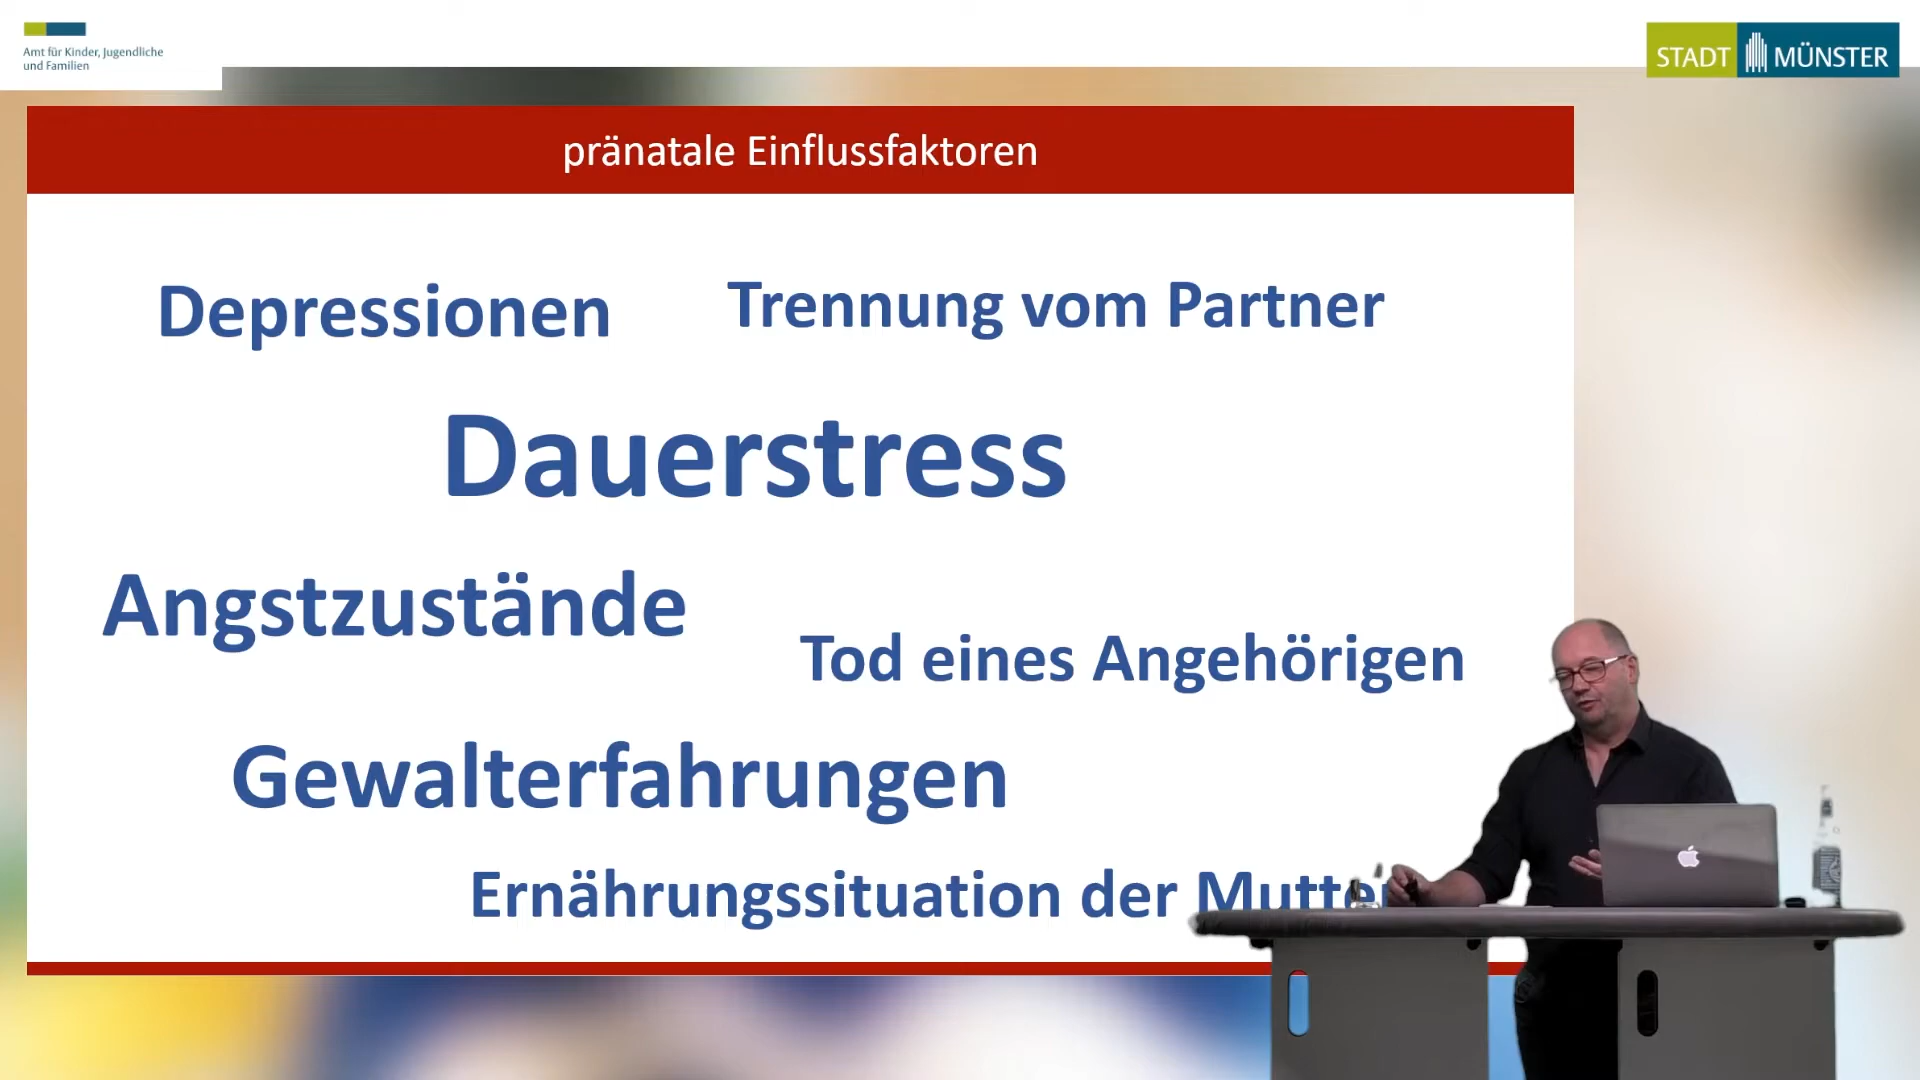 Amt für Kinder, Jugendliche
und Familien
STADT MÜNSTER
pränatale Einflussfaktoren
Depressionen
Trennung vom Partner
Dauerstress
Angstzustände
Tod eines Angehörigen
Gewalterfahrungen
Ernährungssituation der Mutter